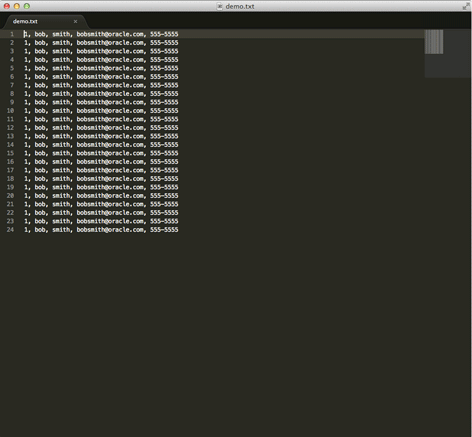 demo.txt
demo.txt ×
1 1, bob, smith, bobsmith@oracle.com, 555-5555
2 1, bob, smith, bobsmith@oracle.com, 555-5555
3 1, bob, smith, bobsmith@oracle.com, 555-5555
4 1, bob, smith, bobsmith@oracle.com, 555-5555
5 1, bob, smith, bobsmith@oracle.com, 555-5555
6 1, bob, smith, bobsmith@oracle.com, 555-5555
7 1, bob, smith, bobsmith@oracle.com, 555-5555
8 1, bob, smith, bobsmith@oracle.com, 555-5555
9 1, bob, smith, bobsmith@oracle.com, 555-5555
10 1, bob, smith, bobsmith@oracle.com, 555-5555
11 1, bob, smith, bobsmith@oracle.com, 555-5555
12 1, bob, smith, bobsmith@oracle.com, 555-5555
13 1, bob, smith, bobsmith@oracle.com, 555-5555
14 1, bob, smith, bobsmith@oracle.com, 555-5555
15 1, bob, smith, bobsmith@oracle.com, 555-5555
16 1, bob, smith, bobsmith@oracle.com, 555-5555
17 1, bob, smith, bobsmith@oracle.com, 555-5555
18 1, bob, smith, bobsmith@oracle.com, 555-5555
19 1, bob, smith, bobsmith@oracle.com, 555-5555
20 1, bob, smith, bobsmith@oracle.com, 555-5555
21 1, bob, smith, bobsmith@oracle.com, 555-5555
22 1, bob, smith, bobsmith@oracle.com, 555-5555
23 1, bob, smith, bobsmith@oracle.com, 555-5555
24 1, bob, smith, bobsmith@oracle.com, 555-5555